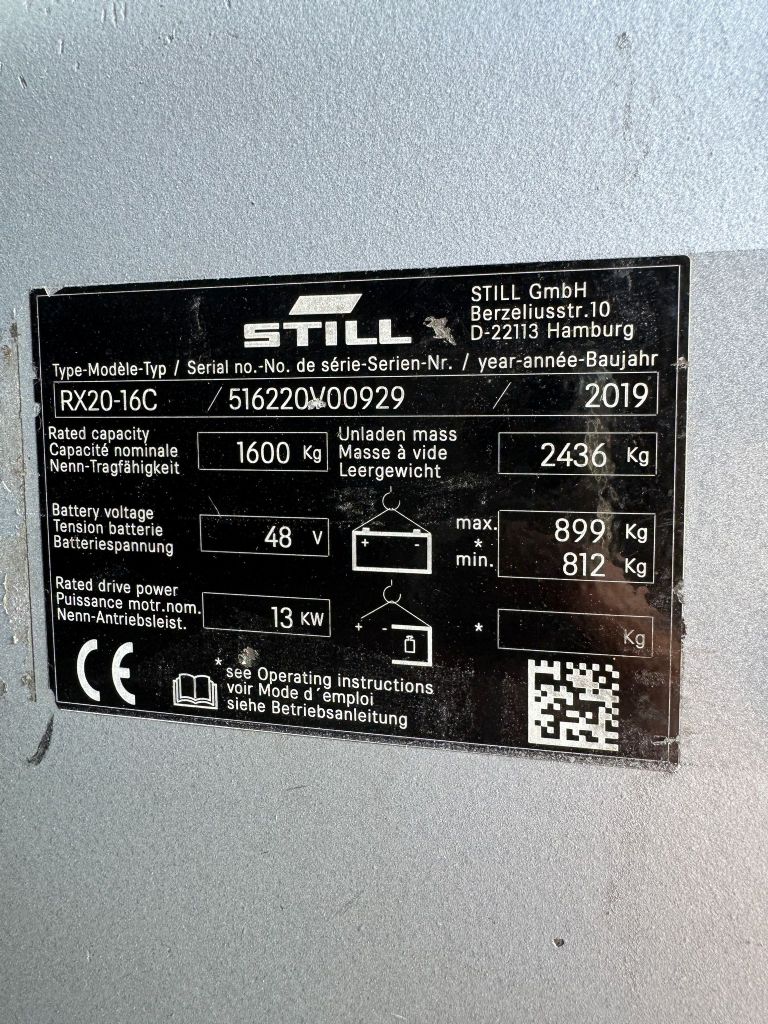 STILL
STILL GmbH
Berzeliusstr.10
D-22113 Hamburg
Type-Modèle-Typ / Serial no.-No. de série-Serien-Nr. / year-année-Baujahr
RX20-16C / 516220V00929 / 2019
Rated capacity
Capacité nominale
Nenn-Tragfähigkeit
1600 Kg
Unladen mass
Masse à vide
Leergewicht
2436 Kg
Battery voltage
Tension batterie
Batteriespannung
48 V
+ -
max.
*
min.
899 Kg
812 Kg
Rated drive power
Puissance motr.nom.
Nenn-Antriebsleist.
13 KW
+ -
*
Kg
CE
* see Operating instructions
voir Mode d´emploi
siehe Betriebsanleitung